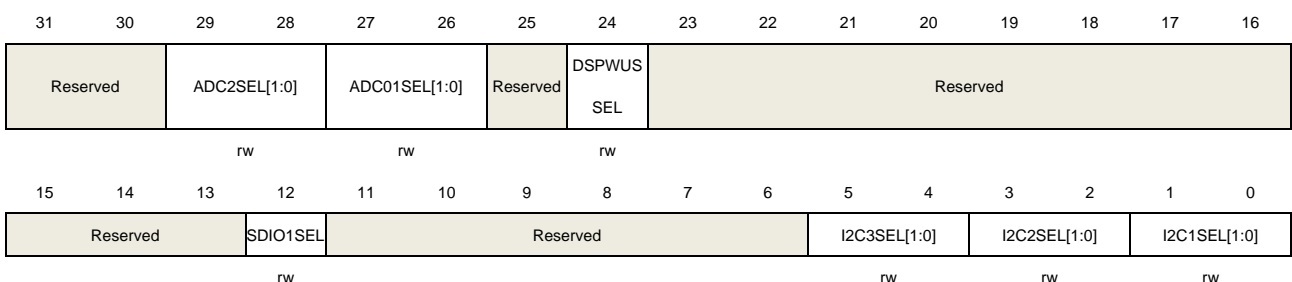 31 30 29 28 27 26 25 24 23 22 21 20 19 18 17 16
Reserved ADC2SEL[1:0] ADC01SEL[1:0] Reserved DSPWUS SEL Reserved
rw rw rw
15 14 13 12 11 10 9 8 7 6 5 4 3 2 1 0
Reserved SDIO1SEL Reserved I2C3SEL[1:0] I2C2SEL[1:0] I2C1SEL[1:0]
rw rw rw rw